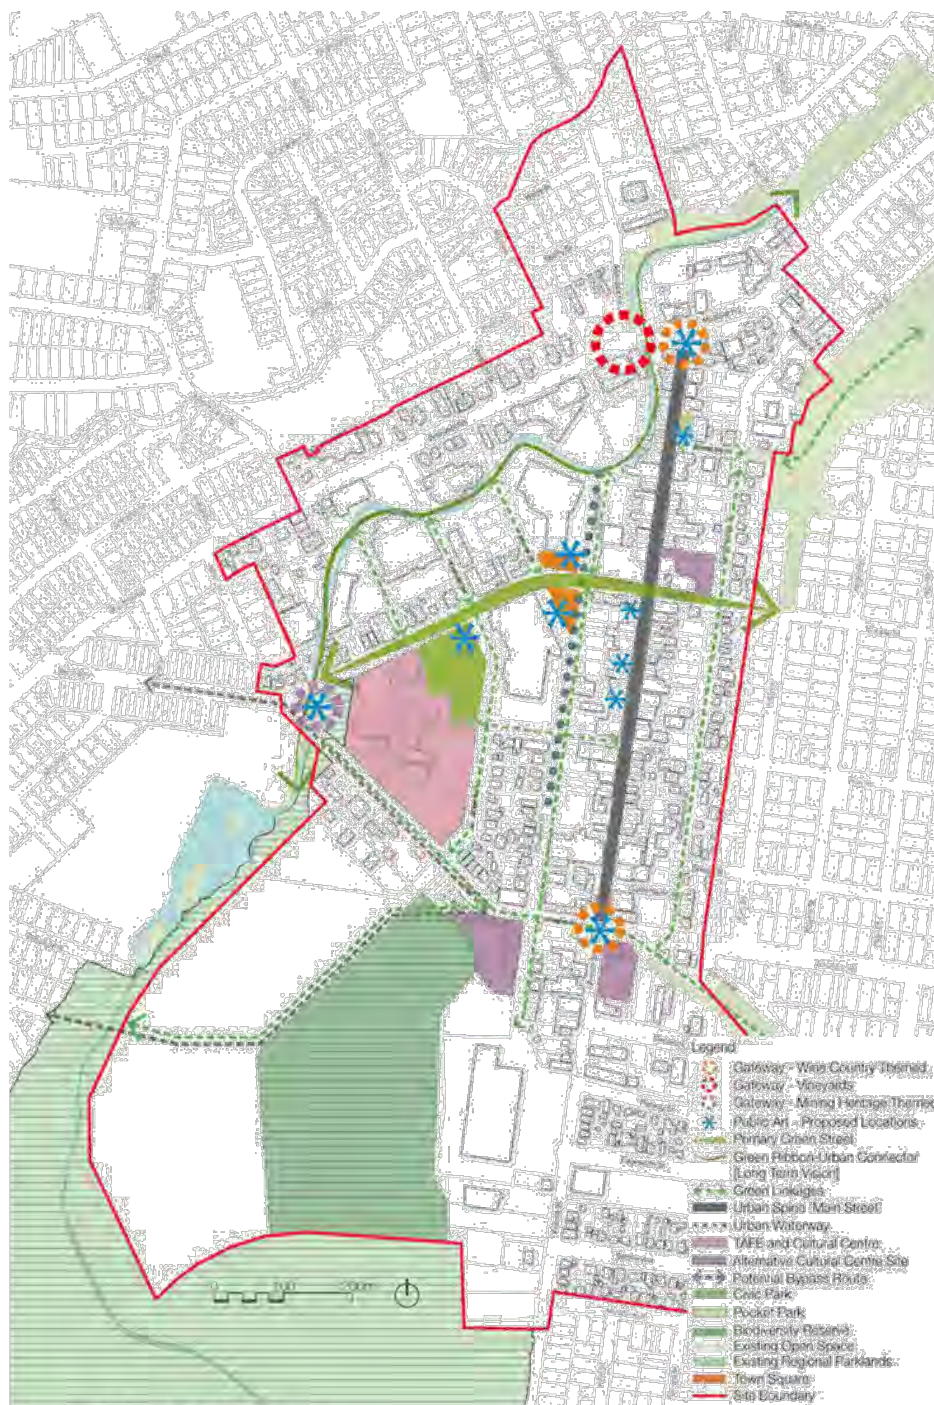 Legend
Gateway - Wine Country Themed
Gateway - Vineyards
Gateway - Mining Heritage Themed
Public Art - Proposed Locations
Primary Green Street
Green Ribbon-Urban Connector
[Long Term Vision]
Green Linkages
Urban Spine 'Main Street'
Urban Waterway
TAFE and Cultural Centre
Alternative Cultural Centre Site
Potential Bypass Route
Civic Park
Pocket Park
Biodiversity Reserve
Existing Open Space
Existing Regional Parklands
Town Square
Site Boundary
0 100 200m